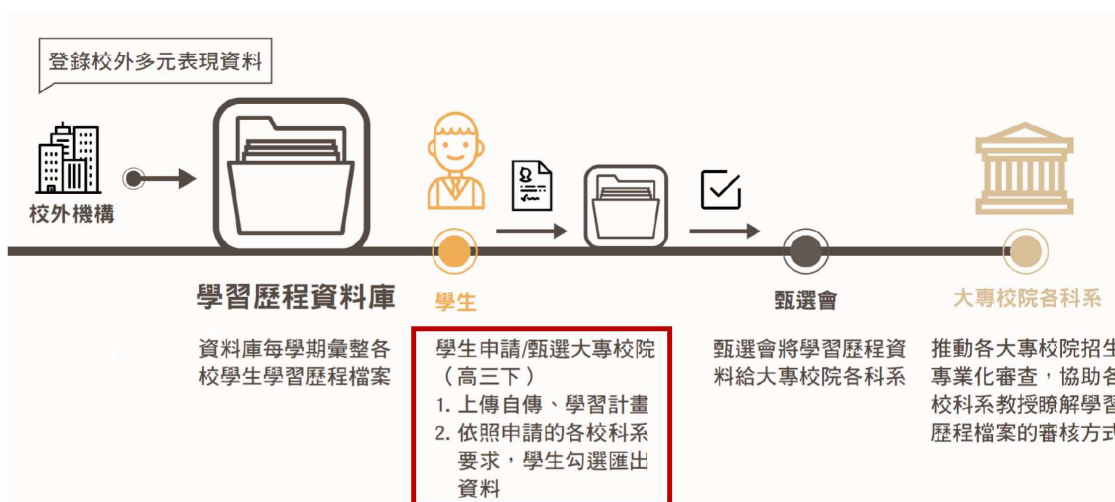 登錄校外多元表現資料
校外機構
學習歷程資料庫
資料庫每學期彙整各
校學生學習歷程檔案
學生
學生申請/甄選大專校院
（高三下）
1. 上傳自傳、學習計畫
2. 依照申請的各校科系
要求，學生勾選匯出
資料
甄選會
甄選會將學習歷程資
料給大專校院各科系
大專校院各科系
推動各大專校院招生
專業化審查，協助各
校科系教授瞭解學習
歷程檔案的審核方式